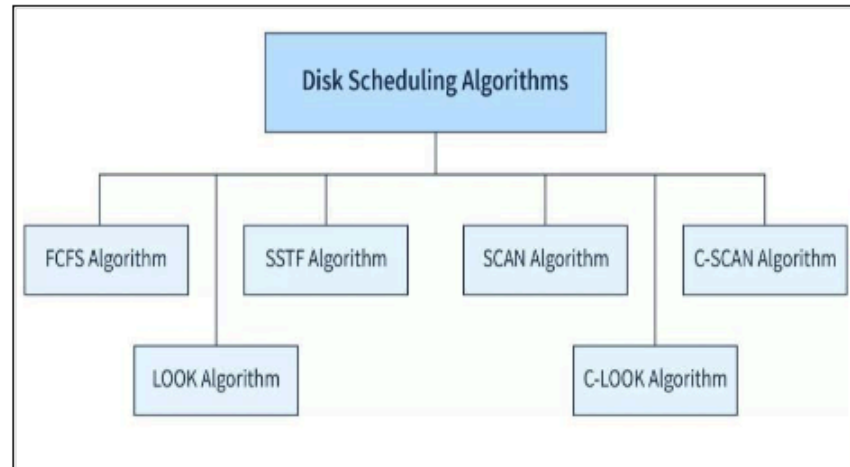 Disk Scheduling Algorithms
FCFS Algorithm
SSTF Algorithm
SCAN Algorithm
C-SCAN Algorithm
LOOK Algorithm
C-LOOK Algorithm